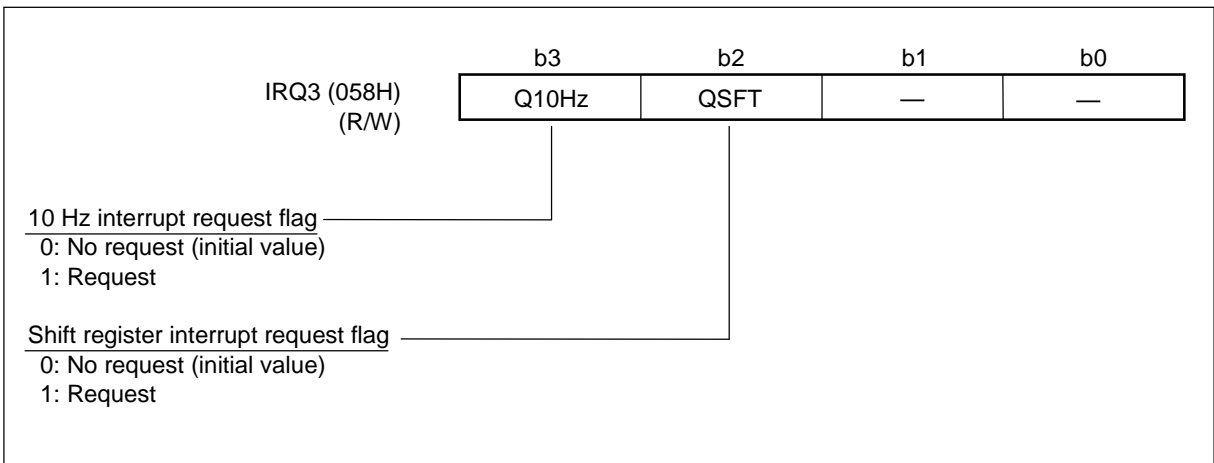 b3 b2 b1 b0
IRQ3 (058H) Q10Hz QSFT — —
(R/W)
10 Hz interrupt request flag
0: No request (initial value)
1: Request
Shift register interrupt request flag
0: No request (initial value)
1: Request